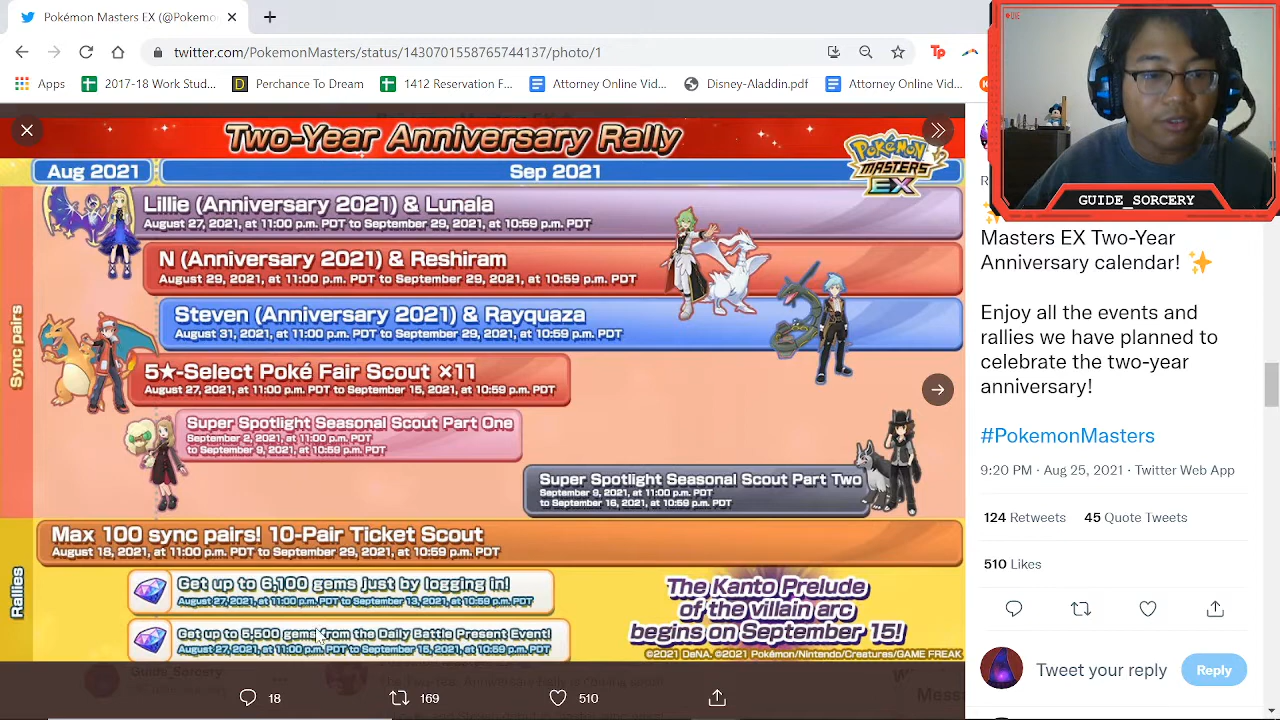 Pokémon Masters EX (@Pokemo
twitter.com/PokemonMasters/status/1430701558765744137/photo/1
Apps
2017-18 Work Stud...
Perchance To Dream
1412 Reservation F...
Attorney Online Vid...
Disney-Aladdin.pdf
Attorney Online Vid...
Two-Year Anniversary Rally
Pokémon
MASTERS
EX
Aug 2021
Sep 2021
Sync pairs
Lillie (Anniversary 2021) & Lunala
August 27, 2021, at 11:00 p.m. PDT to September 29, 2021, at 10:59 p.m. PDT
N (Anniversary 2021) & Reshiram
August 29, 2021, at 11:00 p.m. PDT to September 29, 2021, at 10:59 p.m. PDT
Steven (Anniversary 2021) & Rayquaza
August 31, 2021, at 11:00 p.m. PDT to September 29, 2021, at 10:59 p.m. PDT
5★-Select Poké Fair Scout ×11
August 27, 2021, at 11:00 p.m. PDT to September 15, 2021, at 10:59 p.m. PDT
Super Spotlight Seasonal Scout Part One
September 2, 2021, at 11:00 p.m. PDT
to September 9, 2021, at 10:59 p.m. PDT
Super Spotlight Seasonal Scout Part Two
September 9, 2021, at 11:00 p.m. PDT
to September 16, 2021, at 10:59 p.m. PDT
Rallies
Max 100 sync pairs! 10-Pair Ticket Scout
August 18, 2021, at 11:00 p.m. PDT to September 29, 2021, at 10:59 p.m. PDT
Get up to 6,100 gems just by logging in!
August 27, 2021, at 11:00 p.m. PDT to September 13, 2021, at 10:59 p.m. PDT
Get up to 5,500 gems from the Daily Battle Present Event!
August 27, 2021, at 11:00 p.m. PDT to September 15, 2021, at 10:59 p.m. PDT
The Kanto Prelude
of the villain arc
begins on September 15!
©2021 DeNA. ©2021 Pokémon/Nintendo/Creatures/GAME FREAK
Guide_Sorcery
18
169
510
GUIDE_SORCERY
Masters EX Two-Year
Anniversary calendar! ✨
Enjoy all the events and
rallies we have planned to
celebrate the two-year
anniversary!
#PokemonMasters
9:20 PM · Aug 25, 2021 · Twitter Web App
124 Retweets 45 Quote Tweets
510 Likes
Tweet your reply
Reply